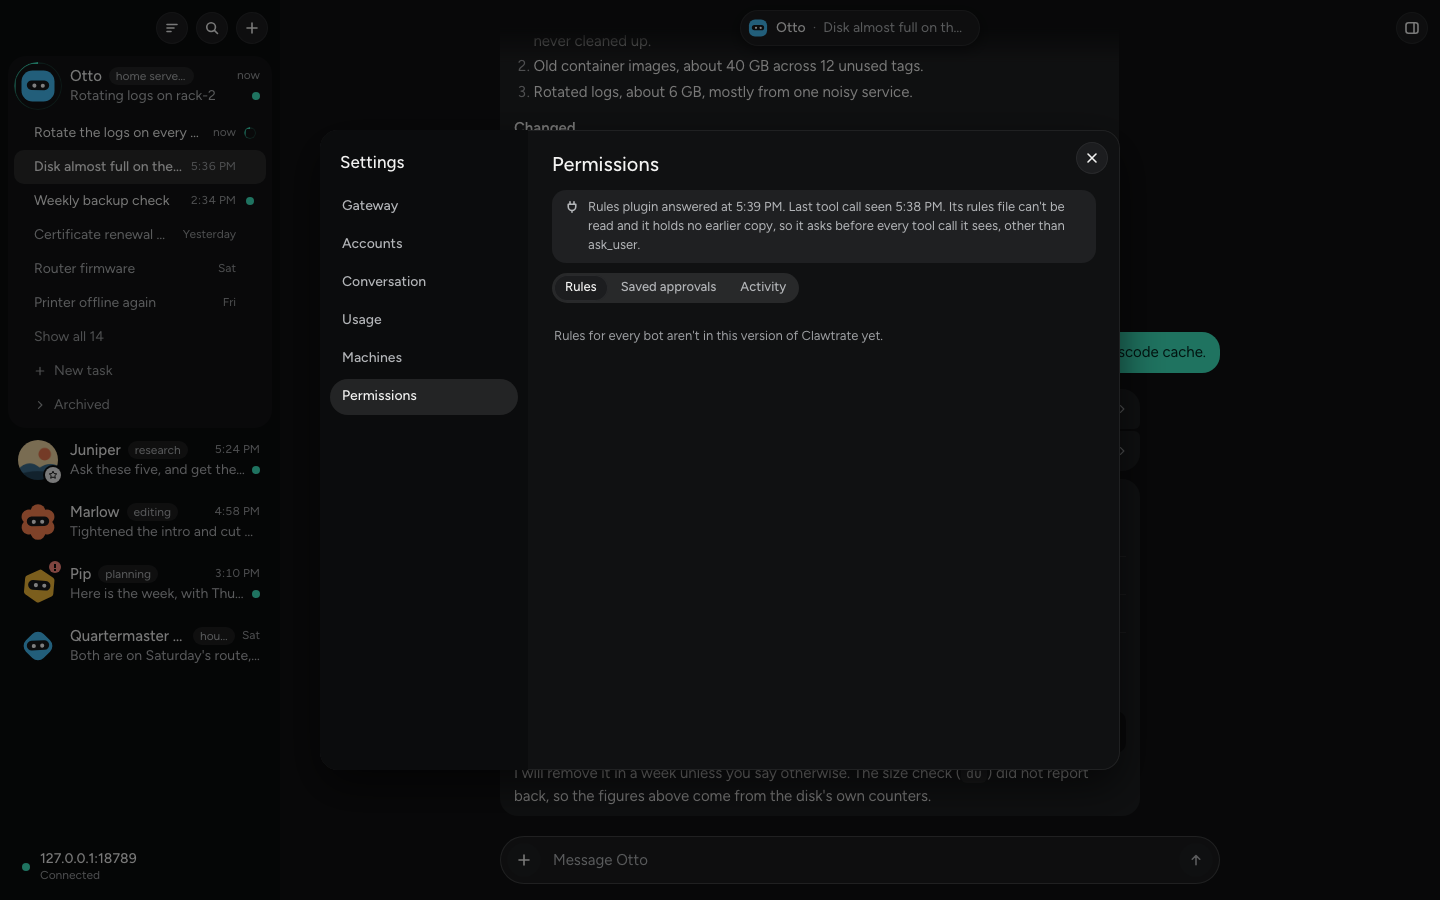 Otto · Disk almost full on th...
Otto home serve... now
Rotating logs on rack-2
Rotate the logs on every ... now
Disk almost full on the... 5:36 PM
Weekly backup check 2:34 PM
Certificate renewal ... Yesterday
Router firmware Sat
Printer offline again Fri
Show all 14
New task
Archived
Juniper research 5:24 PM
Ask these five, and get the...
Marlow editing 4:58 PM
Tightened the intro and cut ...
Pip planning 3:10 PM
Here is the week, with Thu...
Quartermaster ... hou... Sat
Both are on Saturday's route,...
127.0.0.1:18789
Connected
never cleaned up.
2. Old container images, about 40 GB across 12 unused tags.
3. Rotated logs, about 6 GB, mostly from one noisy service.
Changed
Settings
Gateway
Accounts
Conversation
Usage
Machines
Permissions
Permissions
Rules plugin answered at 5:39 PM. Last tool call seen 5:38 PM. Its rules file can't be
read and it holds no earlier copy, so it asks before every tool call it sees, other than
ask_user.
Rules Saved approvals Activity
Rules for every bot aren't in this version of Clawtrate yet.
scode cache.
I will remove it in a week unless you say otherwise. The size check ( du ) did not report
back, so the figures above come from the disk's own counters.
Message Otto